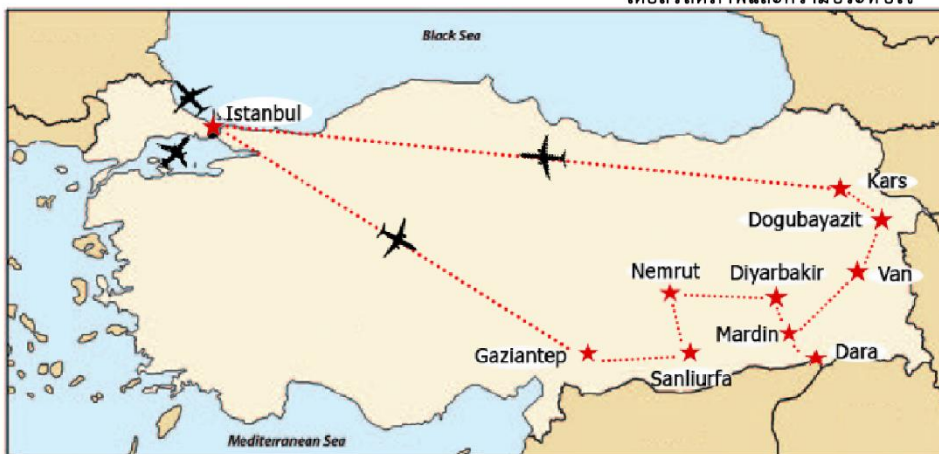 Black Sea
Istanbul
Kars
Dogubayazit
Nemrut
Diyarbakir
Van
Mardin
Gaziantep
Dara
Sanliurfa
Mediterranean Sea